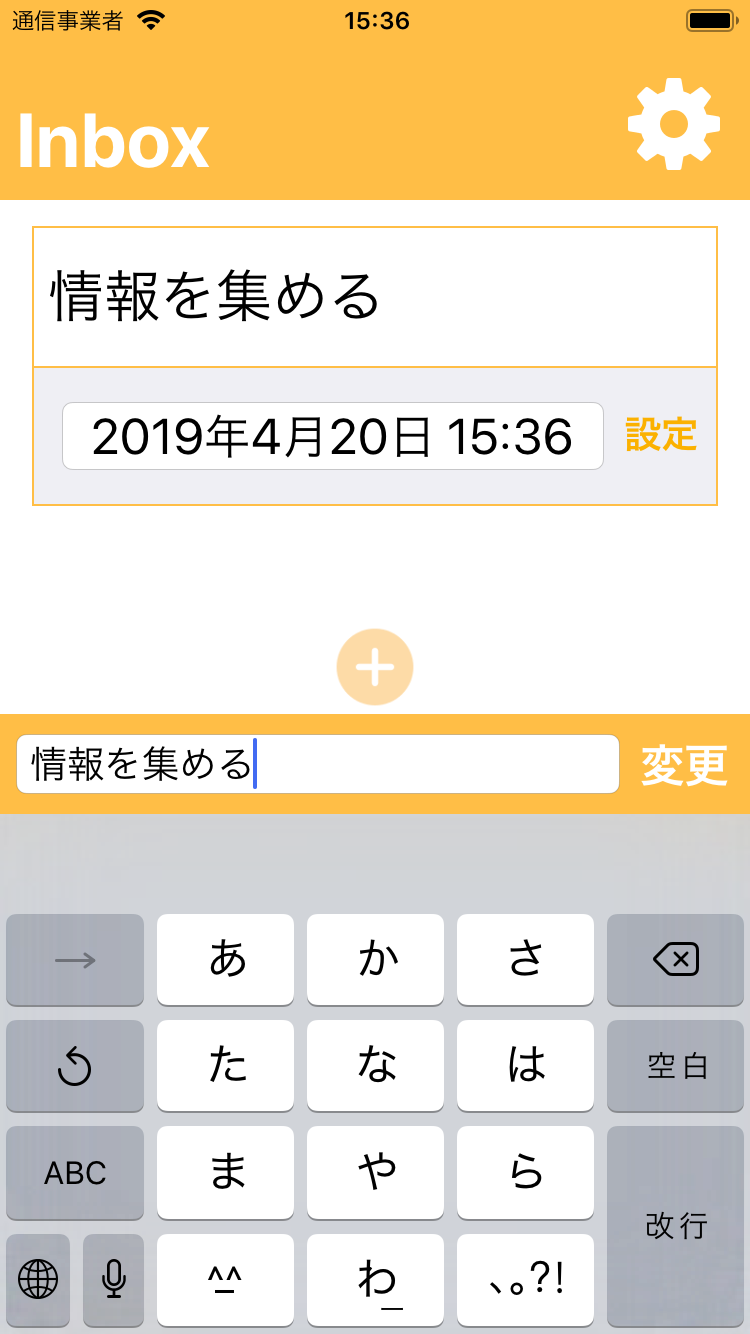 通信事業者 15:36
Inbox
情報を集める
2019年4月20日 15:36 設定
情報を集める 変更
→ あ か さ
た な は 空白
ABC ま や ら
改行
^_^ わ_ 、。?!